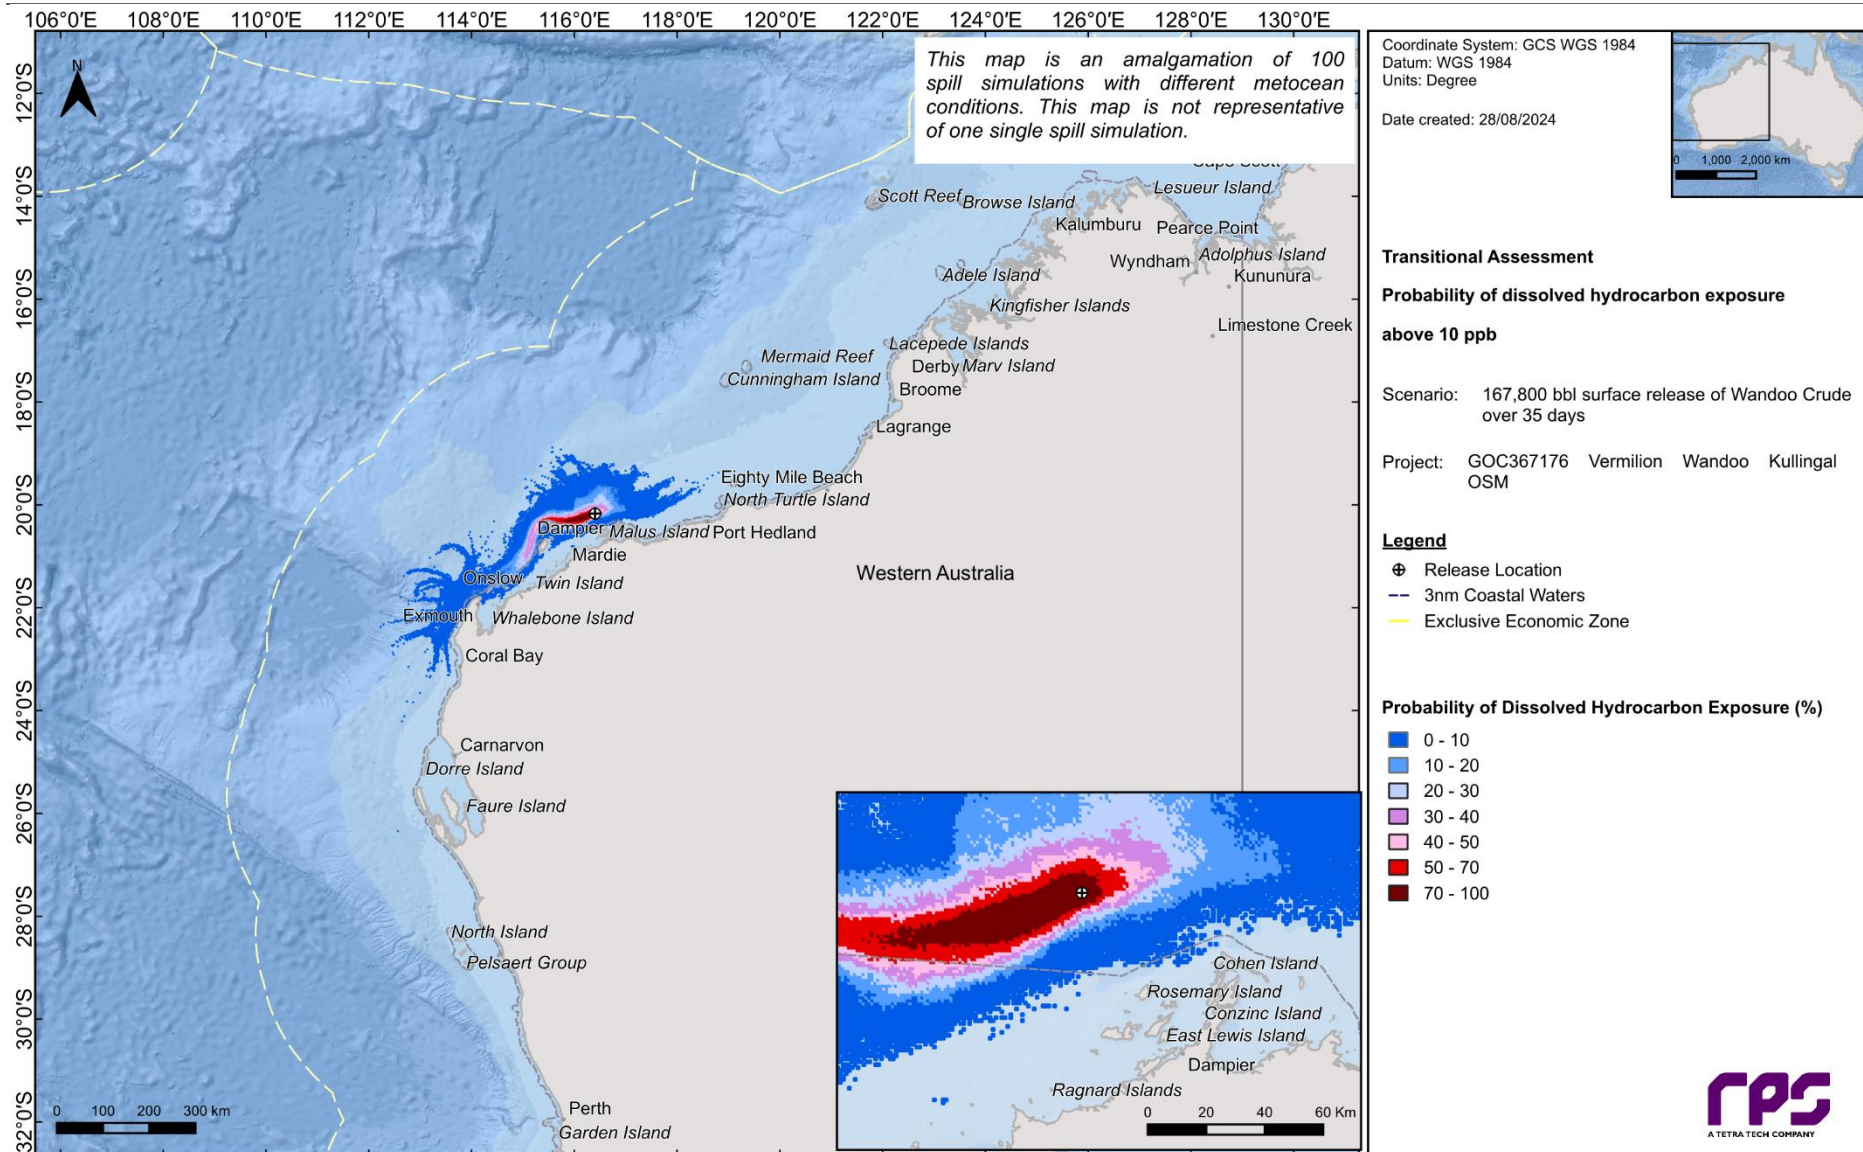 106°0'E 108°0'E 110°0'E 112°0'E 114°0'E 116°0'E 118°0'E 120°0'E 122°0'E 124°0'E 126°0'E 128°0'E 130°0'E
12°0'S
14°0'S
16°0'S
18°0'S
20°0'S
22°0'S
24°0'S
26°0'S
28°0'S
30°0'S
32°0'S
N
This map is an amalgamation of 100
spill simulations with different metocean
conditions. This map is not representative
of one single spill simulation.
Lesueur Island
Scott Reef
Browse Island
Kalumburu
Pearce Point
Wyndham
Adolphus Island
Kununura
Adele Island
Kingfisher Islands
Limestone Creek
Lacepede Islands
Mermaid Reef
Derby
Marv Island
Cunningham Island
Broome
Lagrange
Eighty Mile Beach
North Turtle Island
Dampier
Malus Island
Port Hedland
Mardie
Western Australia
Onslow
Twin Island
Exmouth
Whalebone Island
Coral Bay
Carnarvon
Dorre Island
Faure Island
North Island
Pelsaert Group
Perth
Garden Island
0 100 200 300 km
Cohen Island
Rosemary Island
Conzinc Island
East Lewis Island
Dampier
Ragnard Islands
0 20 40 60 Km
Coordinate System: GCS WGS 1984
Datum: WGS 1984
Units: Degree
Date created: 28/08/2024
0 1,000 2,000 km
Transitional Assessment
Probability of dissolved hydrocarbon exposure
above 10 ppb
Scenario: 167,800 bbl surface release of Wandoo Crude
over 35 days
Project: GOC367176 Vermilion Wandoo Kullingal
OSM
Legend
Release Location
3nm Coastal Waters
Exclusive Economic Zone
Probability of Dissolved Hydrocarbon Exposure (%)
0 - 10
10 - 20
20 - 30
30 - 40
40 - 50
50 - 70
70 - 100
rps
A TETRA TECH COMPANY